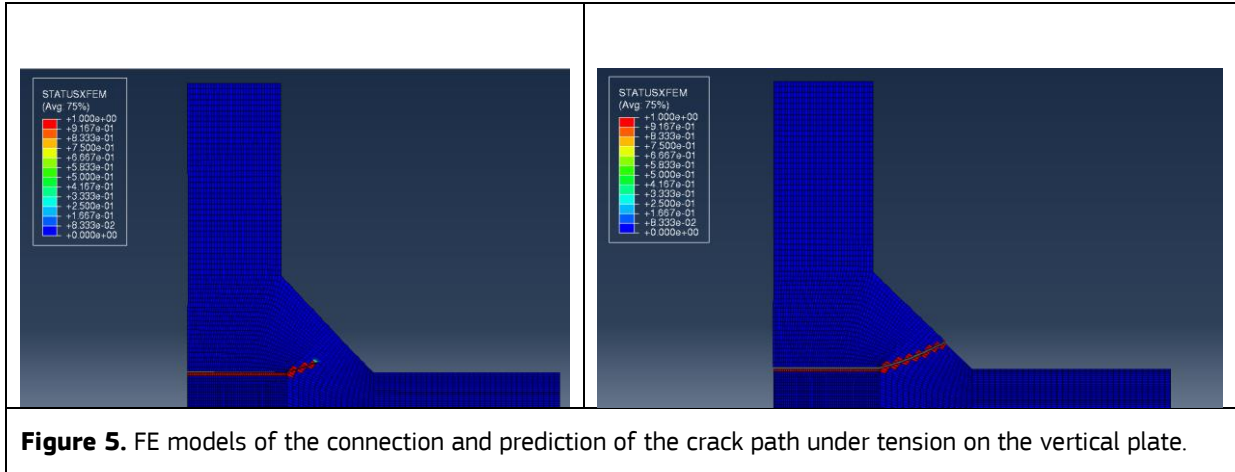 STATUSXFEM
(Avg: 75%)
+1.000e+00
+9.167e-01
+8.333e-01
+7.500e-01
+6.667e-01
+5.833e-01
+5.000e-01
+4.167e-01
+3.333e-01
+2.500e-01
+1.667e-01
+8.333e-02
+0.000e+00
STATUSXFEM
(Avg: 75%)
+1.000e+00
+9.167e-01
+8.333e-01
+7.500e-01
+6.667e-01
+5.833e-01
+5.000e-01
+4.167e-01
+3.333e-01
+2.500e-01
+1.667e-01
+8.333e-02
+0.000e+00
Figure 5. FE models of the connection and prediction of the crack path under tension on the vertical plate.